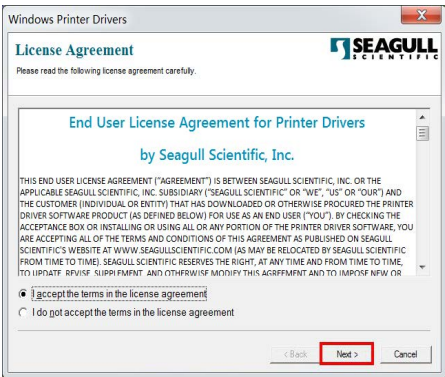 Windows Printer Drivers
License Agreement
SEAGULL
SCIENTIFIC
Please read the following license agreement carefully.
End User License Agreement for Printer Drivers
by Seagull Scientific, Inc.
THIS END USER LICENSE AGREEMENT ("AGREEMENT") IS BETWEEN SEAGULL SCIENTIFIC, INC. OR THE
APPLICABLE SEAGULL SCIENTIFIC, INC. SUBSIDIARY ("SEAGULL SCIENTIFIC" OR "WE", "US" OR "OUR") AND
THE CUSTOMER (INDIVIDUAL OR ENTITY) THAT HAS DOWNLOADED OR OTHERWISE PROCURED THE PRINTER
DRIVER SOFTWARE PRODUCT (AS DEFINED BELOW) FOR USE AS AN END USER ("YOU"). BY CHECKING THE
ACCEPTANCE BOX OR INSTALLING OR USING ALL OR ANY PORTION OF THE PRINTER DRIVER SOFTWARE, YOU
ARE ACCEPTING ALL OF THE TERMS AND CONDITIONS OF THIS AGREEMENT AS PUBLISHED ON SEAGULL
SCIENTIFIC'S WEBSITE AT WWW.SEAGULLSCIENTIFIC.COM (AS MAY BE RELOCATED BY SEAGULL SCIENTIFIC
FROM TIME TO TIME). SEAGULL SCIENTIFIC RESERVES THE RIGHT, AT ANY TIME AND FROM TIME TO TIME,
TO UPDATE, REVISE, SUPPLEMENT, AND OTHERWISE MODIFY THIS AGREEMENT AND TO IMPOSE NEW OR
I accept the terms in the license agreement
I do not accept the terms in the license agreement
< Back
Next >
Cancel